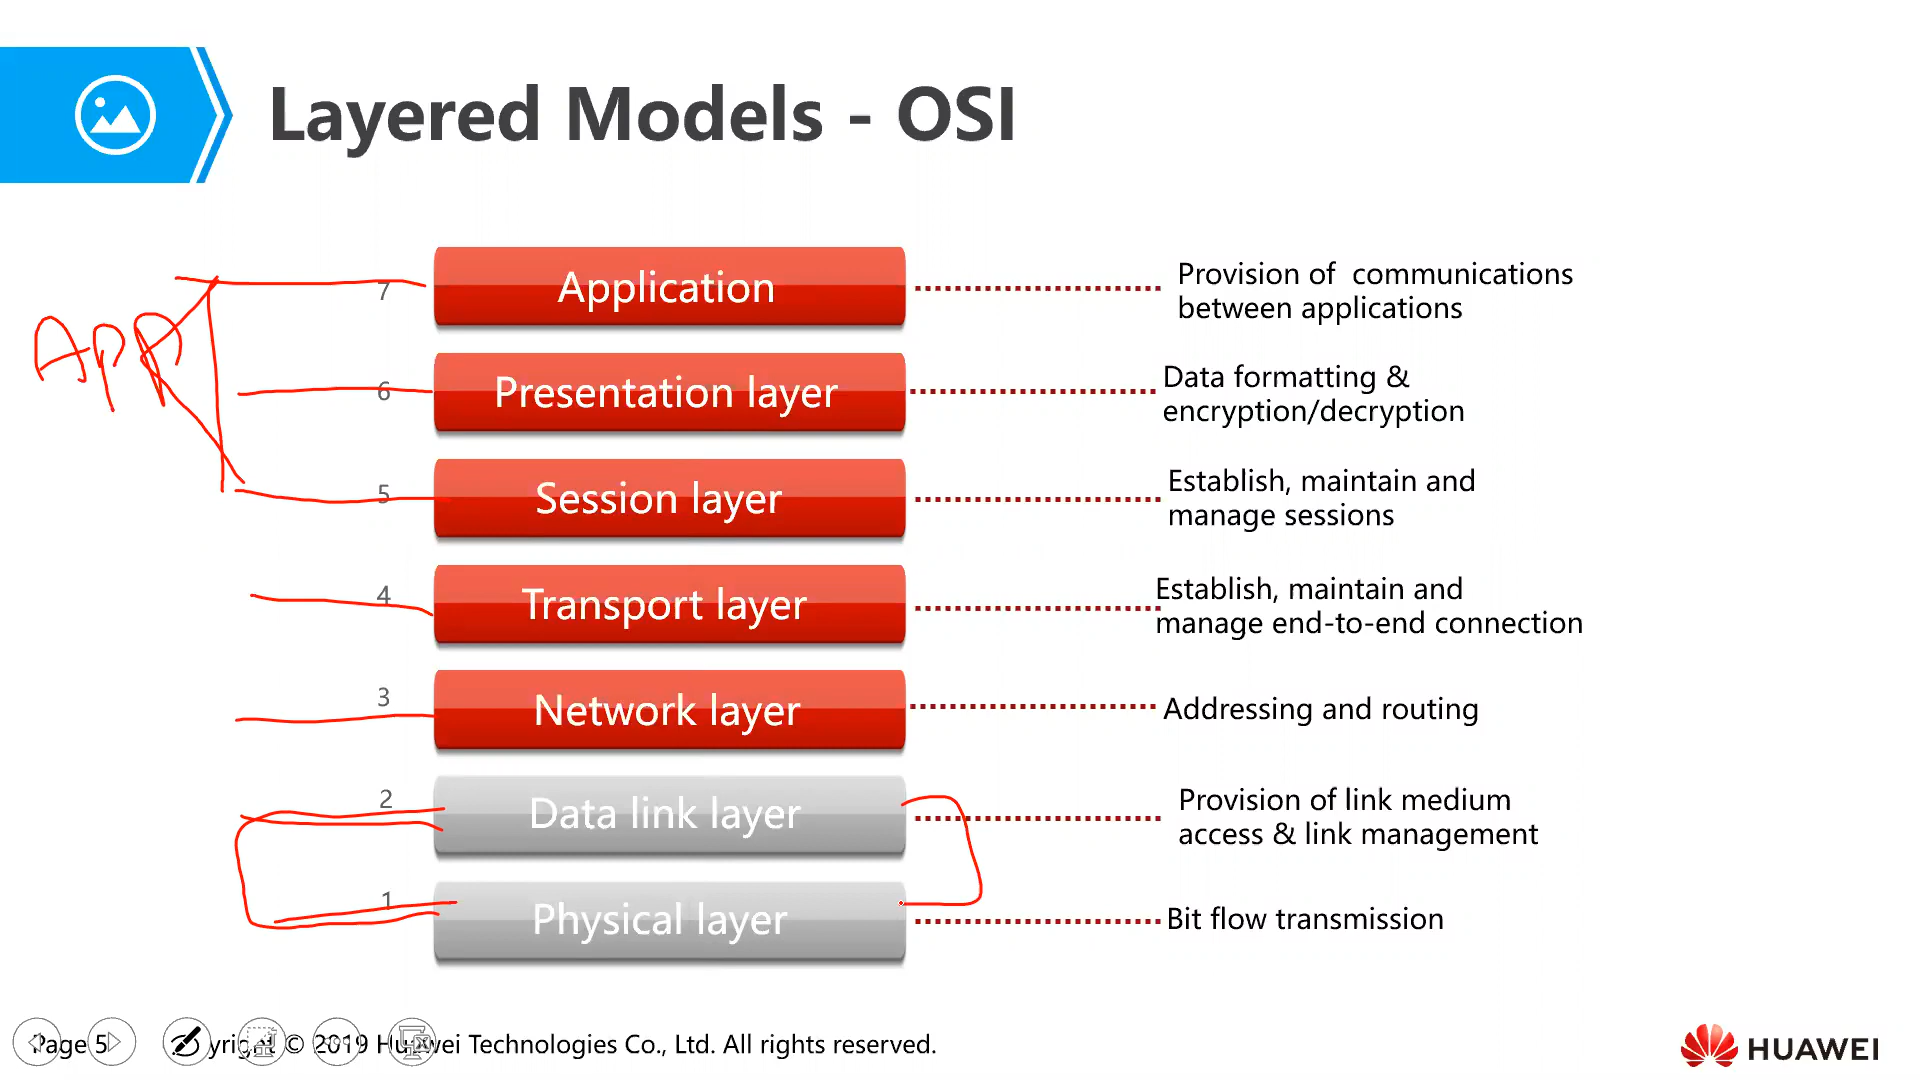 Layered Models - OSI
7 Application Provision of communications
between applications
APP
6 Presentation layer Data formatting &
encryption/decryption
5 Session layer Establish, maintain and
manage sessions
4 Transport layer Establish, maintain and
manage end-to-end connection
3 Network layer Addressing and routing
2 Data link layer Provision of link medium
access & link management
1 Physical layer Bit flow transmission
Page 5 Copyright © 2019 Huawei Technologies Co., Ltd. All rights reserved.
HUAWEI